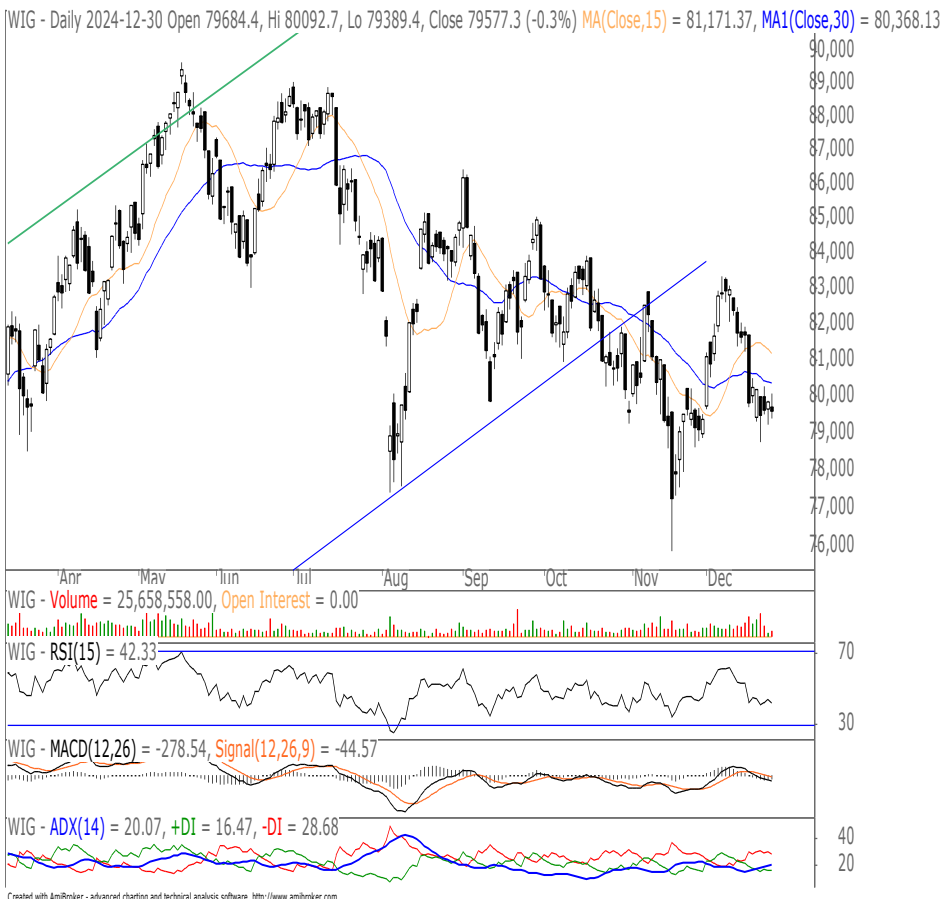 WIG - Daily 2024-12-30 Open 79684.4, Hi 80092.7, Lo 79389.4, Close 79577.3 (-0.3%) MA(Close,15) = 81,171.37, MA1(Close,30) = 80,368.13
90,000
89,000
88,000
87,000
86,000
85,000
84,000
83,000
82,000
81,000
80,000
79,000
78,000
77,000
76,000
Apr May Jun Jul Aug Sep Oct Nov Dec
WIG - Volume = 25,658,558.00, Open Interest = 0.00
WIG - RSI(15) = 42.33
70
30
WIG - MACD(12,26) = -278.54, Signal(12,26,9) = -44.57
WIG - ADX(14) = 20.07, +DI = 16.47, -DI = 28.68
40
20
Created with AmiBroker - advanced charting and technical analysis software. http://www.amibroker.com